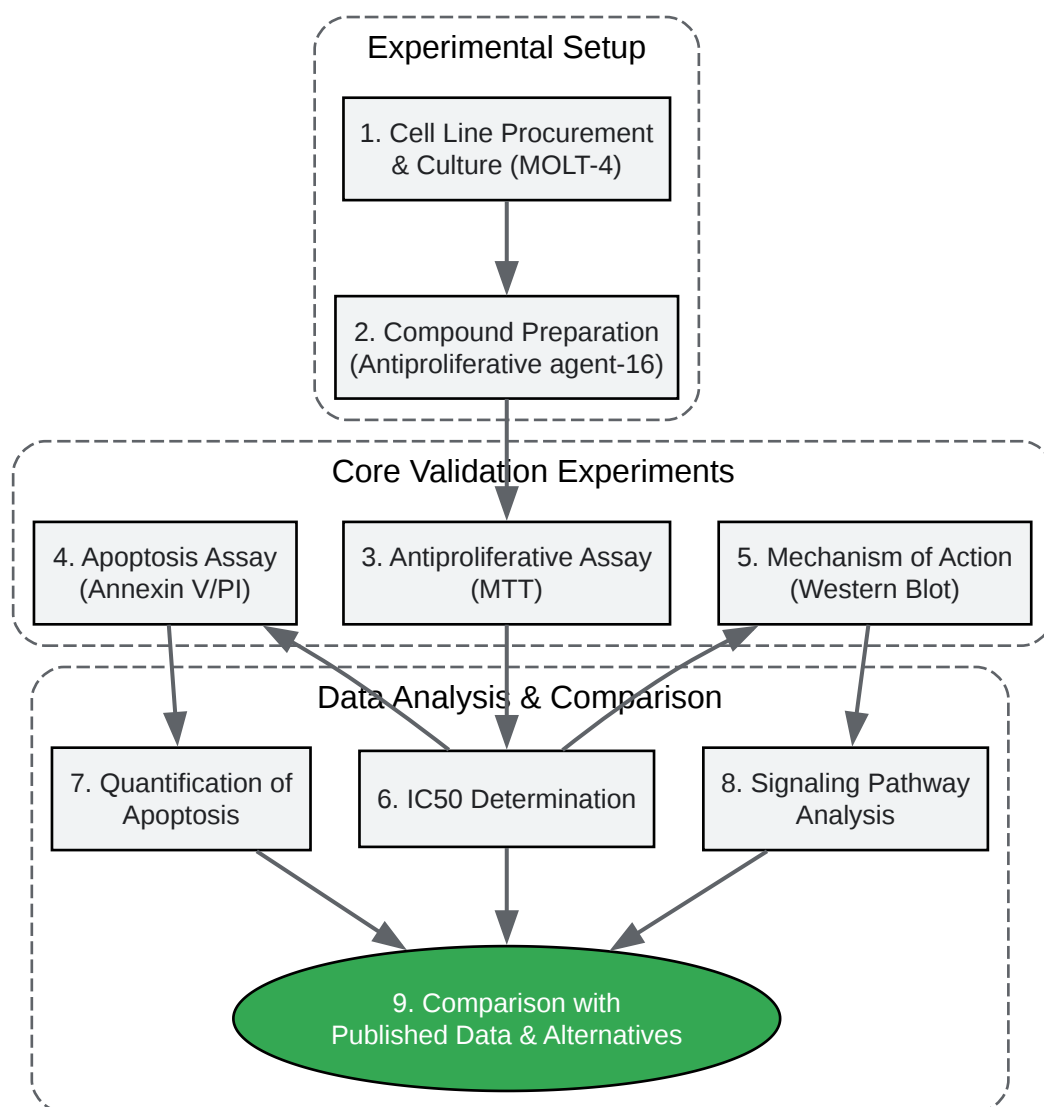 Experimental Setup
1. Cell Line Procurement
& Culture (MOLT-4)
2. Compound Preparation
(Antiproliferative agent-16)
Core Validation Experiments
4. Apoptosis Assay
(Annexin V/PI)
3. Antiproliferative Assay
(MTT)
5. Mechanism of Action
(Western Blot)
Data Analysis & Comparison
7. Quantification of
Apoptosis
6. IC50 Determination
8. Signaling Pathway
Analysis
9. Comparison with
Published Data & Alternatives